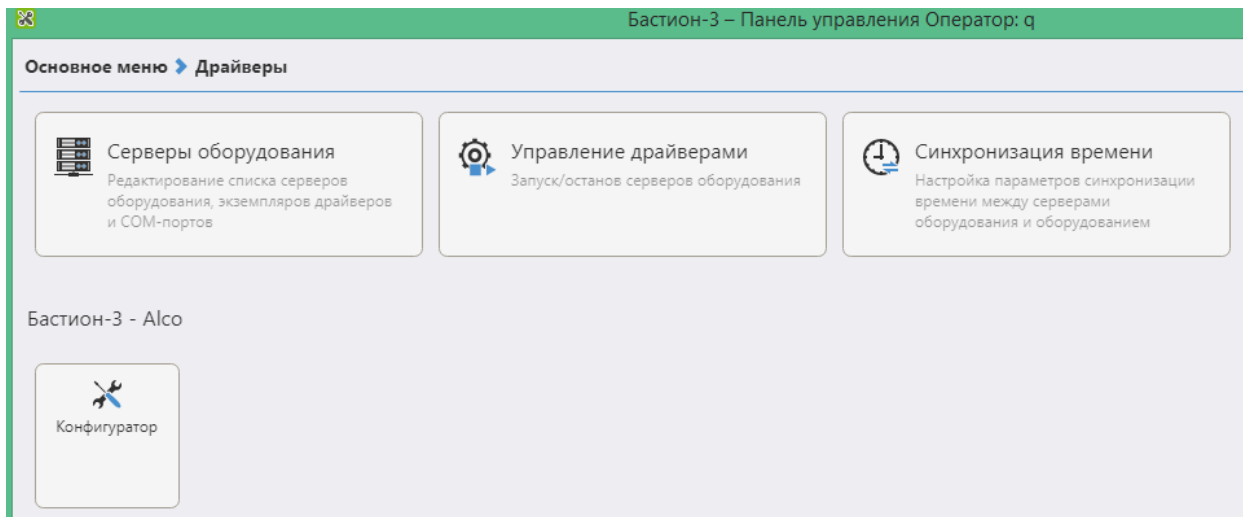 Бастион-3 – Панель управления Оператор: q
Основное меню Драйверы
Серверы оборудования
Редактирование списка серверов
оборудования, экземпляров драйверов
и COM-портов
Управление драйверами
Запуск/останов серверов оборудования
Синхронизация времени
Настройка параметров синхронизации
времени между серверами
оборудования и оборудованием
Бастион-3 - Alco
Конфигуратор